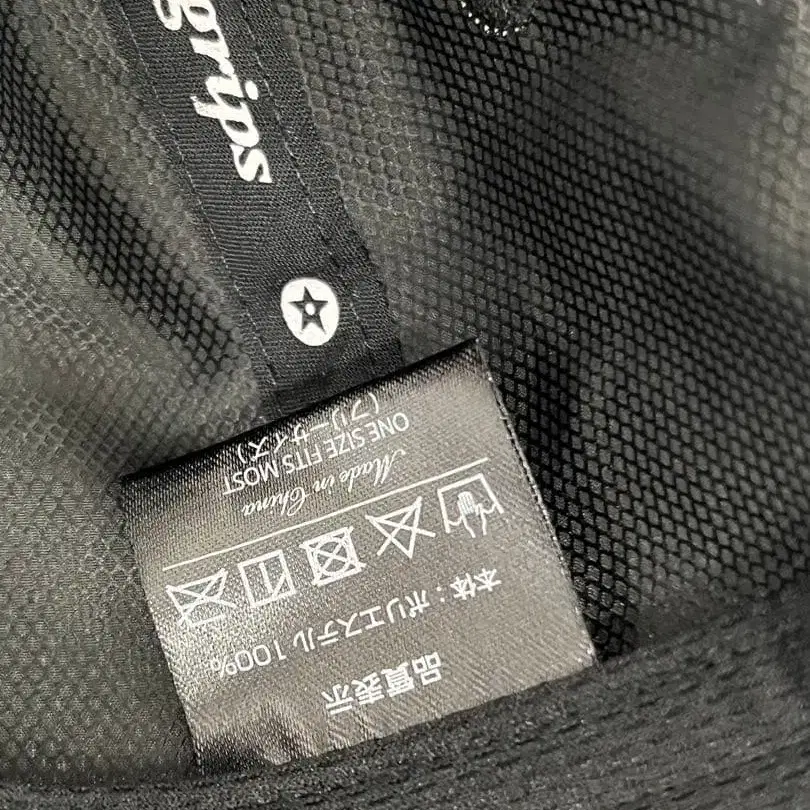 grips
品質表示
本体：ポリエステル 100%
Made in China
ONE SIZE FITS MOST
(フリーサイズ)